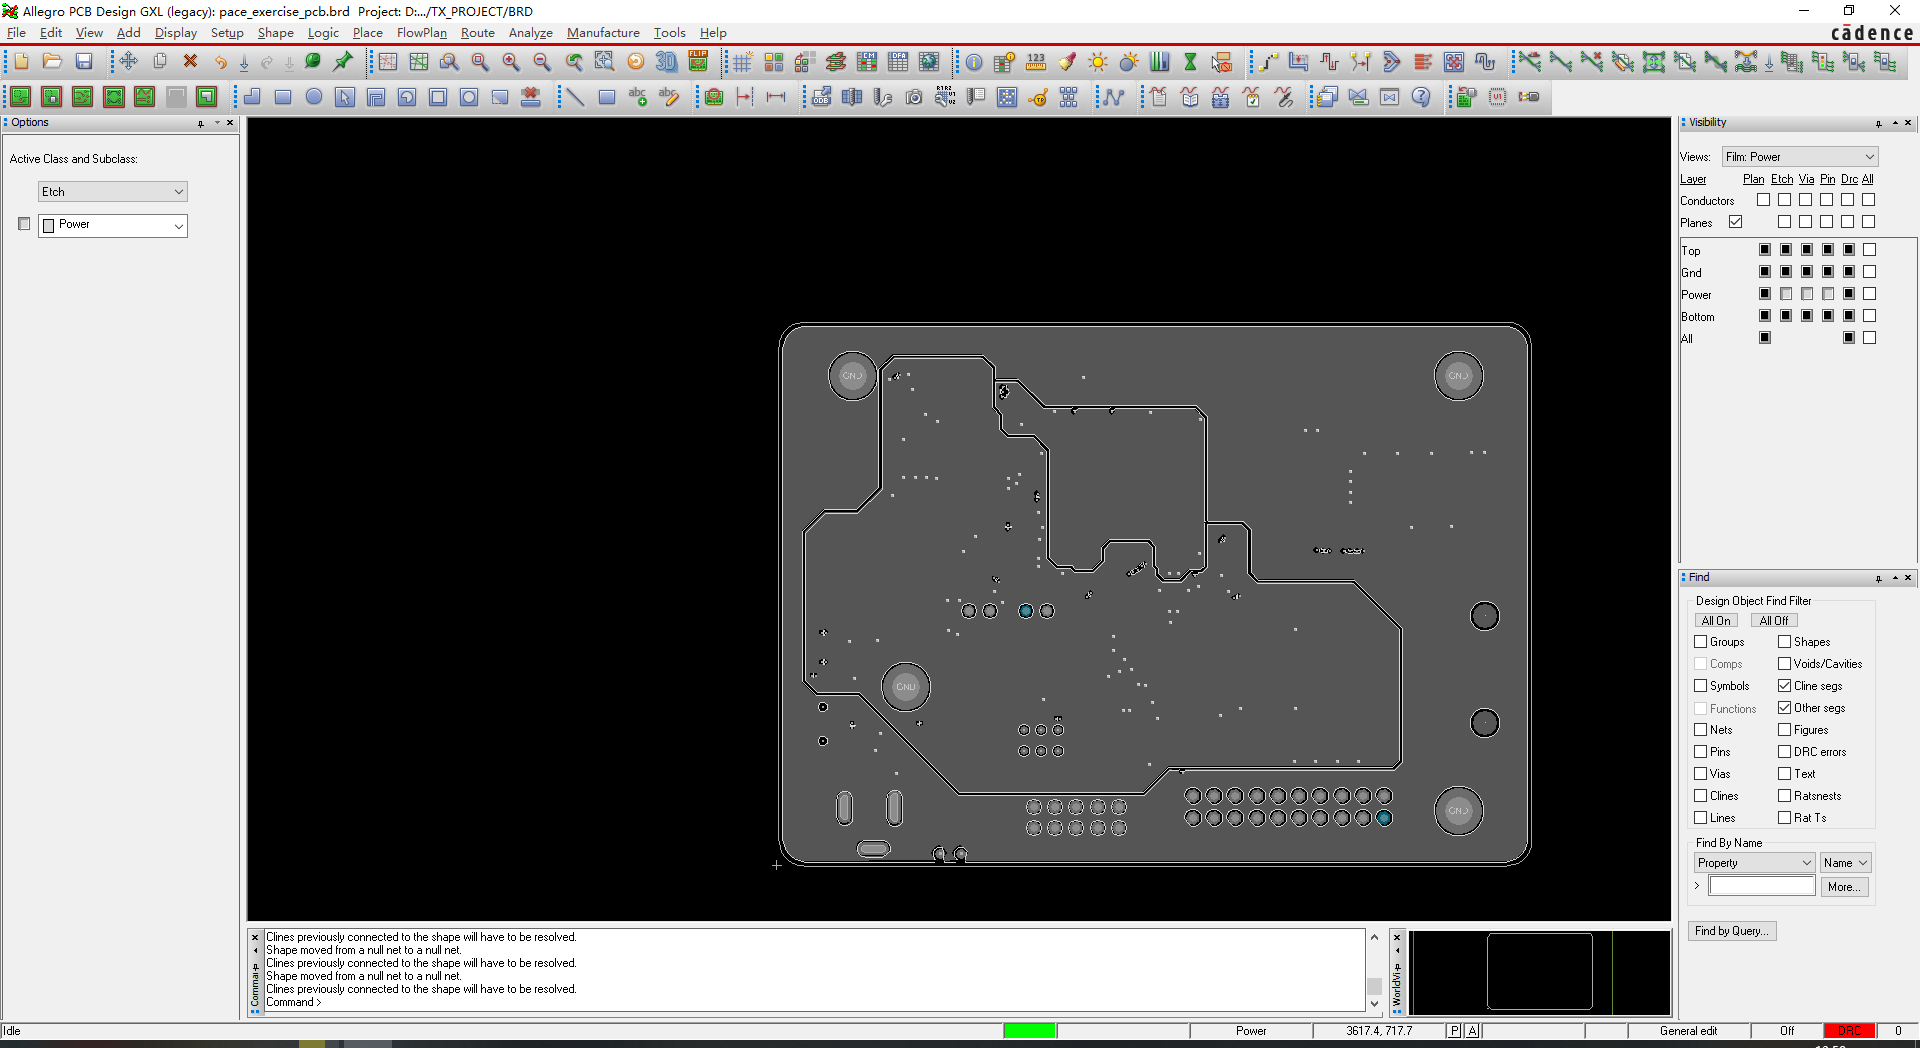 Allegro PCB Design GXL (legacy): pace_exercise_pcb.brd  Project: D:.../TX_PROJECT/BRD
File Edit View Add Display Setup Shape Logic Place FlowPlan Route Analyze Manufacture Tools Help
cādence
Options
Active Class and Subclass:
Etch
Power
GND
GND
GND
GND
Visibility
Views: Film: Power
Layer Plan Etch Via Pin Drc All
Conductors
Planes
Top
Gnd
Power
Bottom
All
Find
Design Object Find Filter
All On All Off
Groups Shapes
Comps Voids/Cavities
Symbols Cline segs
Functions Other segs
Nets Figures
Pins DRC errors
Vias Text
Clines Ratsnests
Lines Rat Ts
Find By Name
Property Name
> More...
Find by Query...
Clines previously connected to the shape will have to be resolved.
Shape moved from a null net to a null net.
Clines previously connected to the shape will have to be resolved.
Shape moved from a null net to a null net.
Clines previously connected to the shape will have to be resolved.
Command >
Idle Power 3617.4, 717.7 P A General edit Off DRC 0